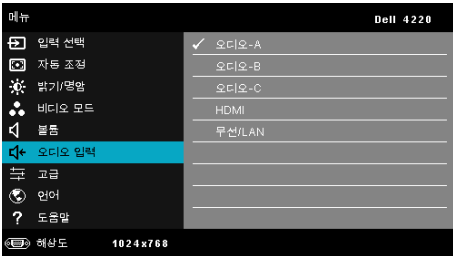 메뉴
Dell 4220
입력 선택
자동 조정
밝기/명암
비디오 모드
볼륨
오디오 입력
고급
언어
도움말
오디오-A
오디오-B
오디오-C
HDMI
무선/LAN
해상도 1024x768